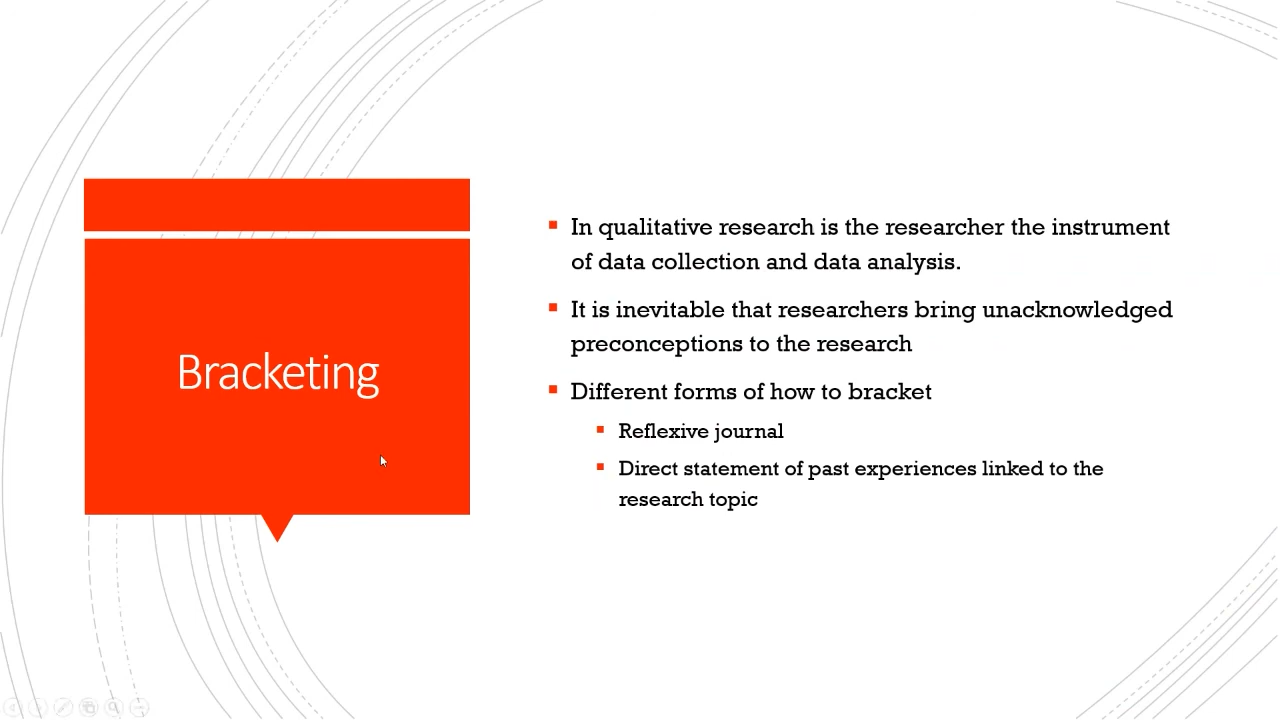 Bracketing
In qualitative research is the researcher the instrument
of data collection and data analysis.
It is inevitable that researchers bring unacknowledged
preconceptions to the research
Different forms of how to bracket
Reflexive journal
Direct statement of past experiences linked to the
research topic